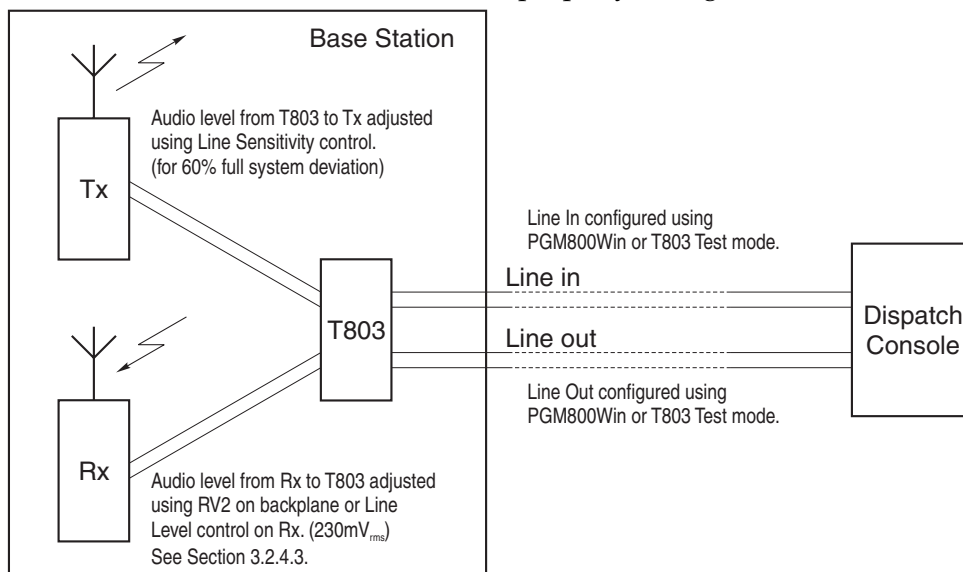 Base Station
Audio level from T803 to Tx adjusted
using Line Sensitivity control.
(for 60% full system deviation)
Tx
Line In configured using
PGM800Win or T803 Test mode.
Line in
T803
Line out
Dispatch
Console
Line Out configured using
PGM800Win or T803 Test mode.
Rx
Audio level from Rx to T803 adjusted
using RV2 on backplane or Line
Level control on Rx. (230mVrms)
See Section 3.2.4.3.